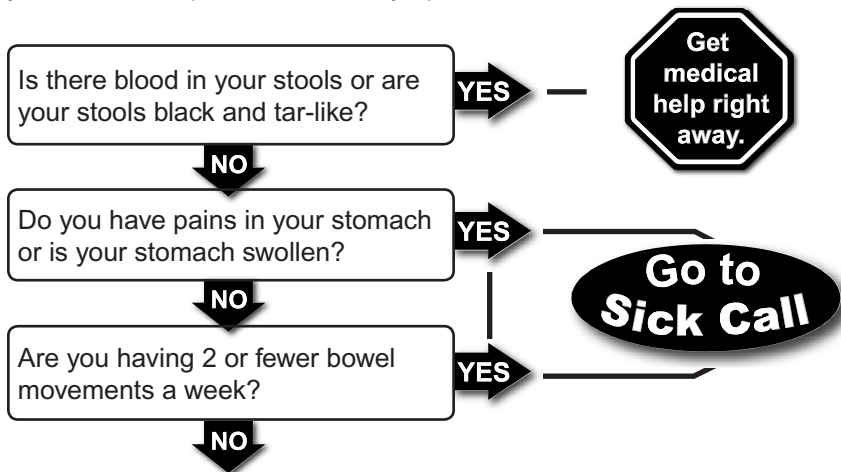 Is there blood in your stools or are
your stools black and tar-like?
YES
Get
medical
help right
away.
NO
Do you have pains in your stomach
or is your stomach swollen?
YES
Go to
Sick Call
NO
Are you having 2 or fewer bowel
movements a week?
YES
NO